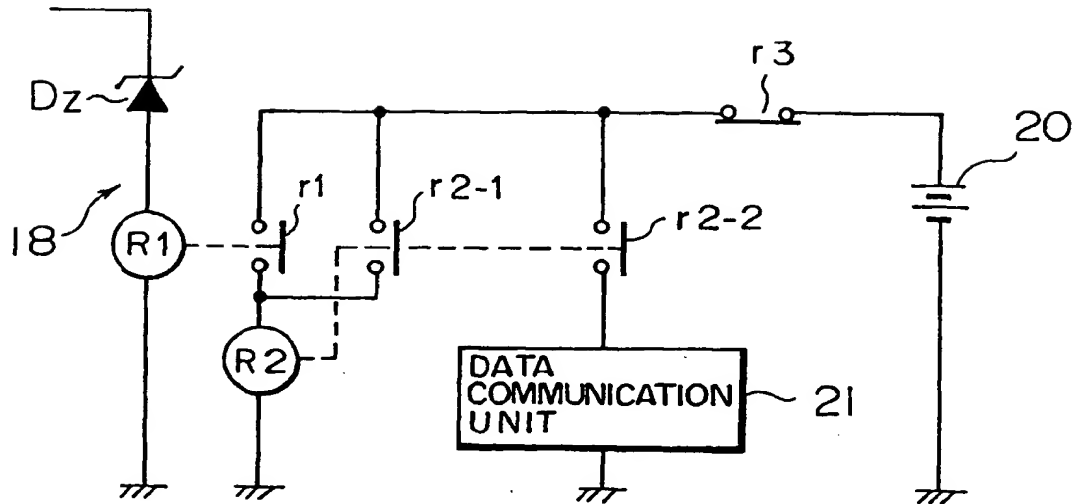 r3
Dz
20
r1
r2-1
r2-2
18
R1
R2
DATA
COMMUNICATION
UNIT
21